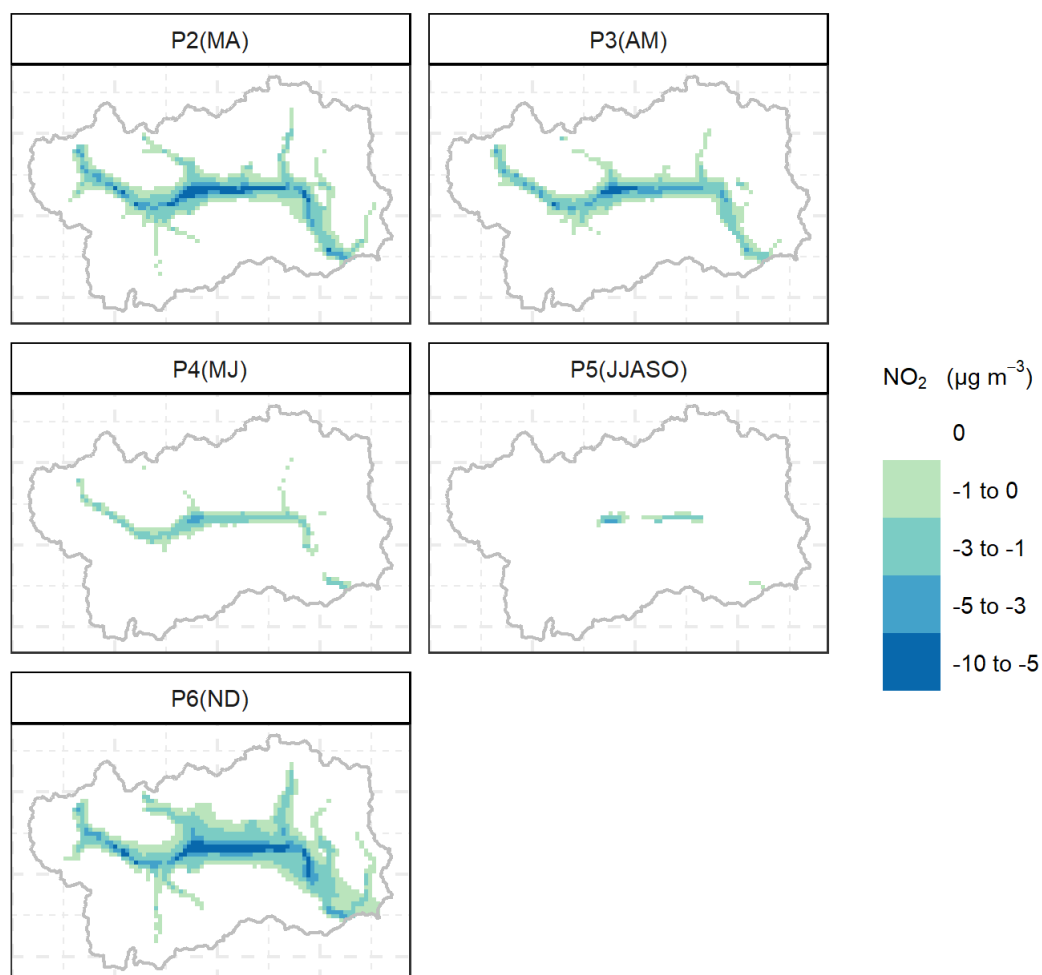 P2(MA)
P3(AM)
P4(MJ)
P5(JJASO)
P6(ND)
NO₂ (µg m⁻³)
0
-1 to 0
-3 to -1
-5 to -3
-10 to -5